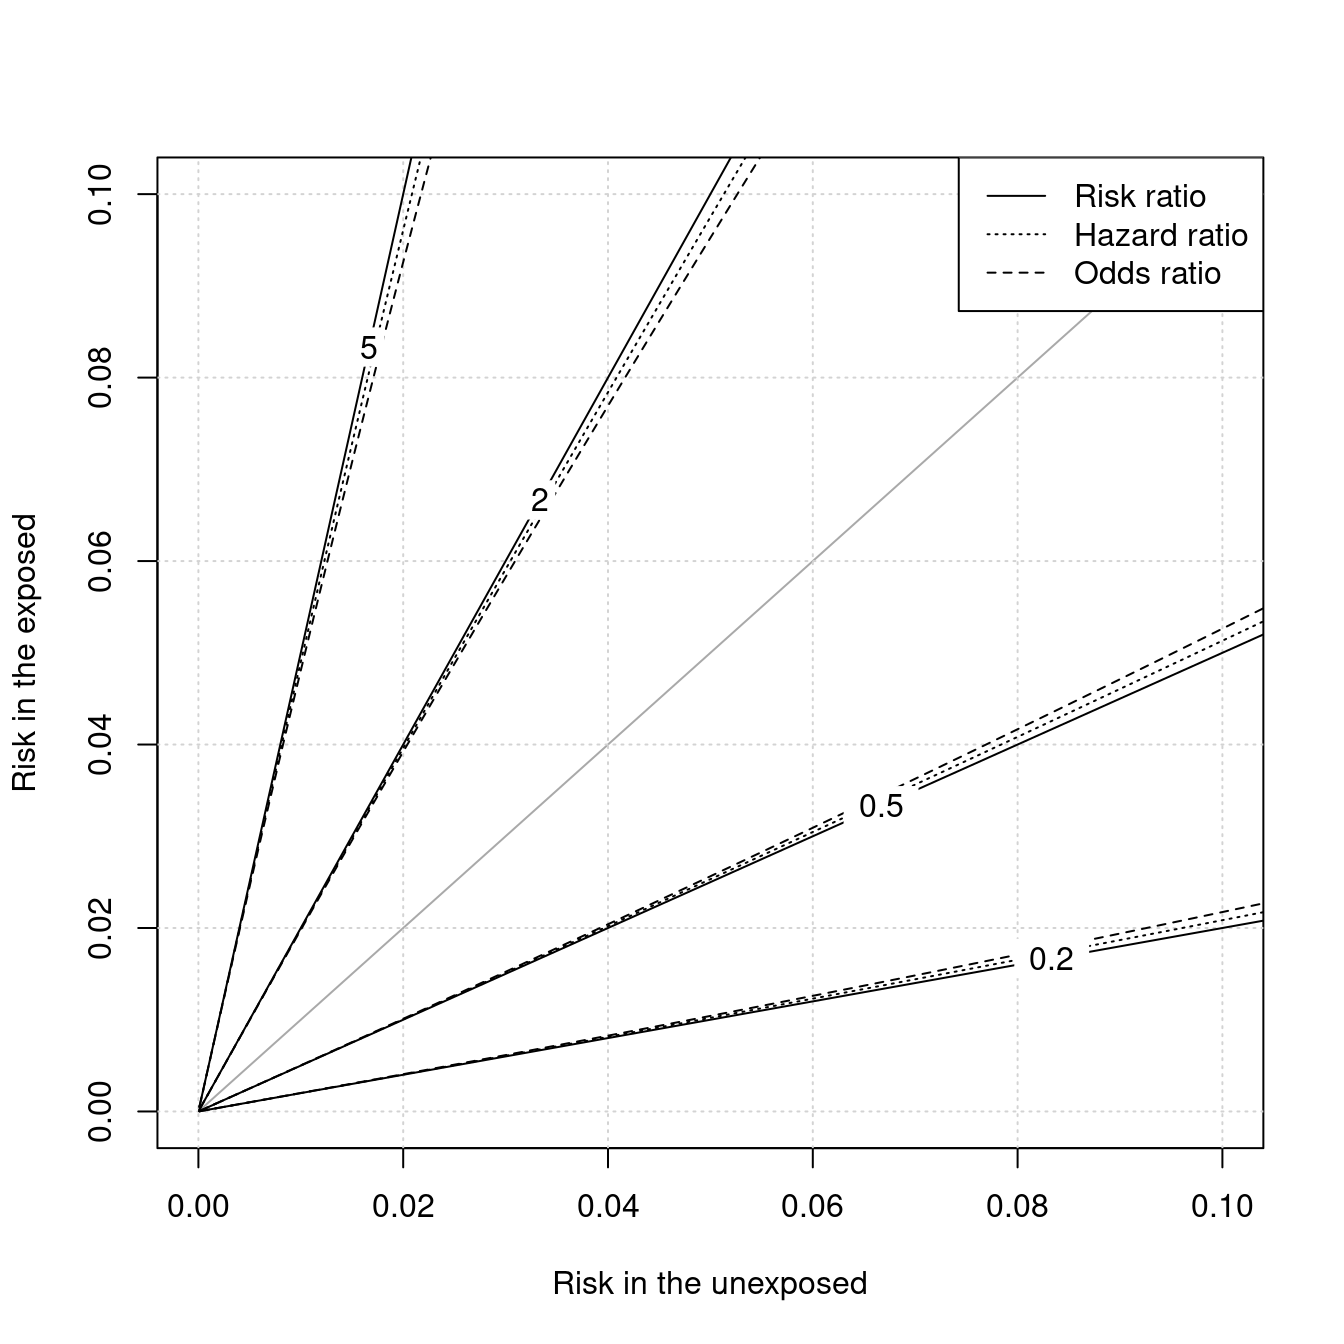 Risk ratio
Hazard ratio
Odds ratio
5
2
0.5
0.2
Risk in the exposed
0.10
0.08
0.06
0.04
0.02
0.00
0.00 0.02 0.04 0.06 0.08 0.10
Risk in the unexposed